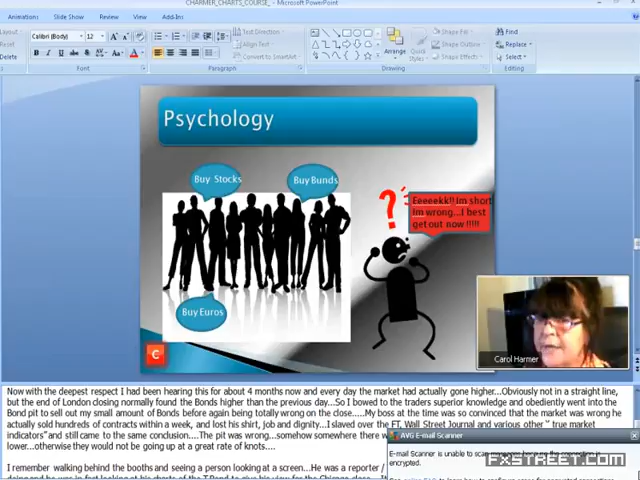 CHARMER_CHARTS_COURSE_ - Microsoft PowerPoint
Animations Slide Show Review View Add-Ins
Layout
Reset
Delete
Calibri (Body) 12
Font
Paragraph
Text Direction
Align Text
Convert to SmartArt
Arrange
Quick
Styles
Shape Fill
Shape Outline
Shape Effects
Drawing
Find
Replace
Select
Editing
Psychology
Buy Stocks
Buy Bunds
Eeeeekk!! Im short
Im wrong...I best
get out now !!!!!
Buy Euros
C
Carol Harmer
Now with the deepest respect I had been hearing this for about 4 months now and every day the market had actually gone higher...Obviously not in a straight line,
but the end of London closing normally found the Bonds higher than the previous day...So I bowed to the traders superior knowledge and obediently went into the
Bond pit to sell out my small amount of Bonds before again being totally wrong on the close.....My boss at the time was so convinced that the market was wrong he
actually sold hundreds of contracts within a week, and lost his shirt, job and dignity...I slaved over the FT, Wall Street Journal and various other " true market
indicators" and still came to the same conclusion....The pit was wrong...somehow somewhere there w
lower...otherwise they would not be going up at a great rate of knots....
AVG E-mail Scanner
E-mail Scanner is unable to scan
encrypted.
I remember walking behind the booths and seeing a person looking at a screen...He was a reporter /
FXSTREET.COM